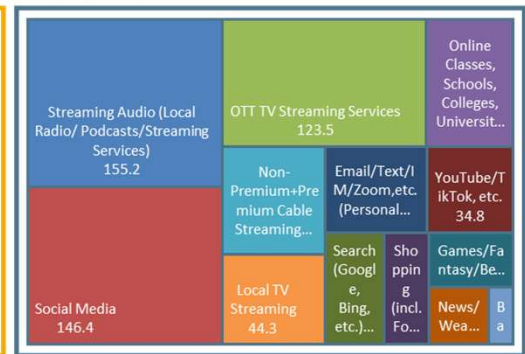 Streaming Audio (Local
Radio/ Podcasts/Streaming
Services)
155.2
Social Media
146.4
OTT TV Streaming Services
123.5
Online
Classes,
Schools,
Colleges,
Universit...
Non-
Premium+Pre
mium Cable
Streaming...
Email/Text/I
M/Zoom,etc.
(Personal...
YouTube/T
ikTok, etc.
34.8
Local TV
Streaming
44.3
Search
(Googl
e,
Bing,
etc.)...
Sho
ppin
g
(incl.
Fo...
Games/Fa
ntasy/Be...
News/
Wea...
B
a